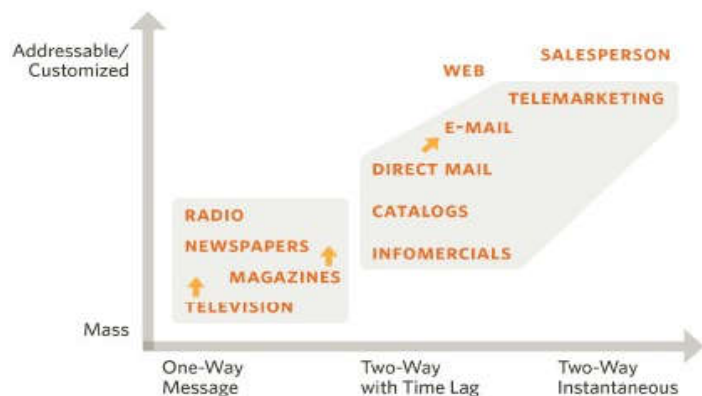 Addressable/
Customized
SALESPERSON
WEB
TELEMARKETING
E-MAIL
DIRECT MAIL
CATALOGS
INFOMERCIALS
RADIO
NEWSPAPERS
MAGAZINES
TELEVISION
Mass
One-Way
Message
Two-Way
with Time Lag
Two-Way
Instantaneous